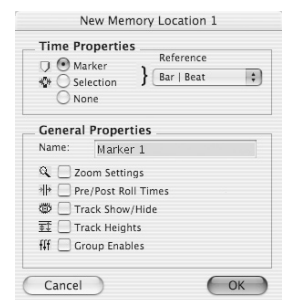 New Memory Location 1
Time Properties
Marker
Reference
Selection
Bar | Beat
None
General Properties
Name: Marker 1
Zoom Settings
Pre/Post Roll Times
Track Show/Hide
Track Heights
Group Enables
Cancel OK